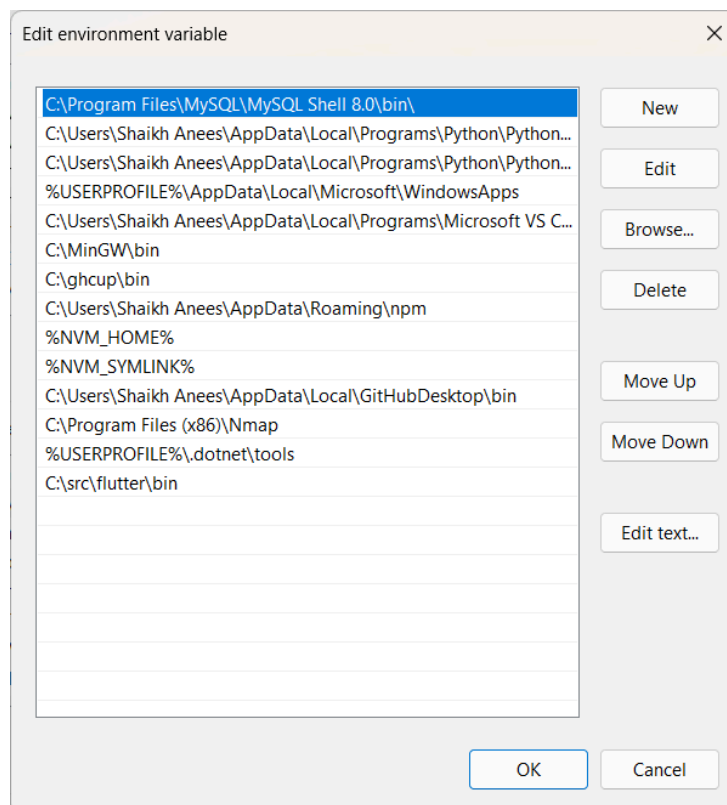 Edit environment variable
C:\Program Files\MySQL\MySQL Shell 8.0\bin\
C:\Users\Shaikh Anees\AppData\Local\Programs\Python\Python...
C:\Users\Shaikh Anees\AppData\Local\Programs\Python\Python...
%USERPROFILE%\AppData\Local\Microsoft\WindowsApps
C:\Users\Shaikh Anees\AppData\Local\Programs\Microsoft VS C...
C:\MinGW\bin
C:\ghcup\bin
C:\Users\Shaikh Anees\AppData\Roaming\npm
%NVM_HOME%
%NVM_SYMLINK%
C:\Users\Shaikh Anees\AppData\Local\GitHubDesktop\bin
C:\Program Files (x86)\Nmap
%USERPROFILE%\.dotnet\tools
C:\src\flutter\bin
New
Edit
Browse...
Delete
Move Up
Move Down
Edit text...
OK
Cancel